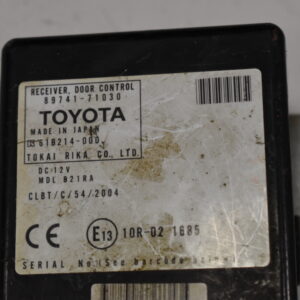 RECEIVER, DOOR CONTROL
89741-71030
TOYOTA
MADE IN JAPAN
61B214-000
TOKAI RIKA CO., LTD.
DC 12V
MDL B21RA
CLBT/C/54/2004
CE E13 10R-02 1685
SERIAL No (See barcode